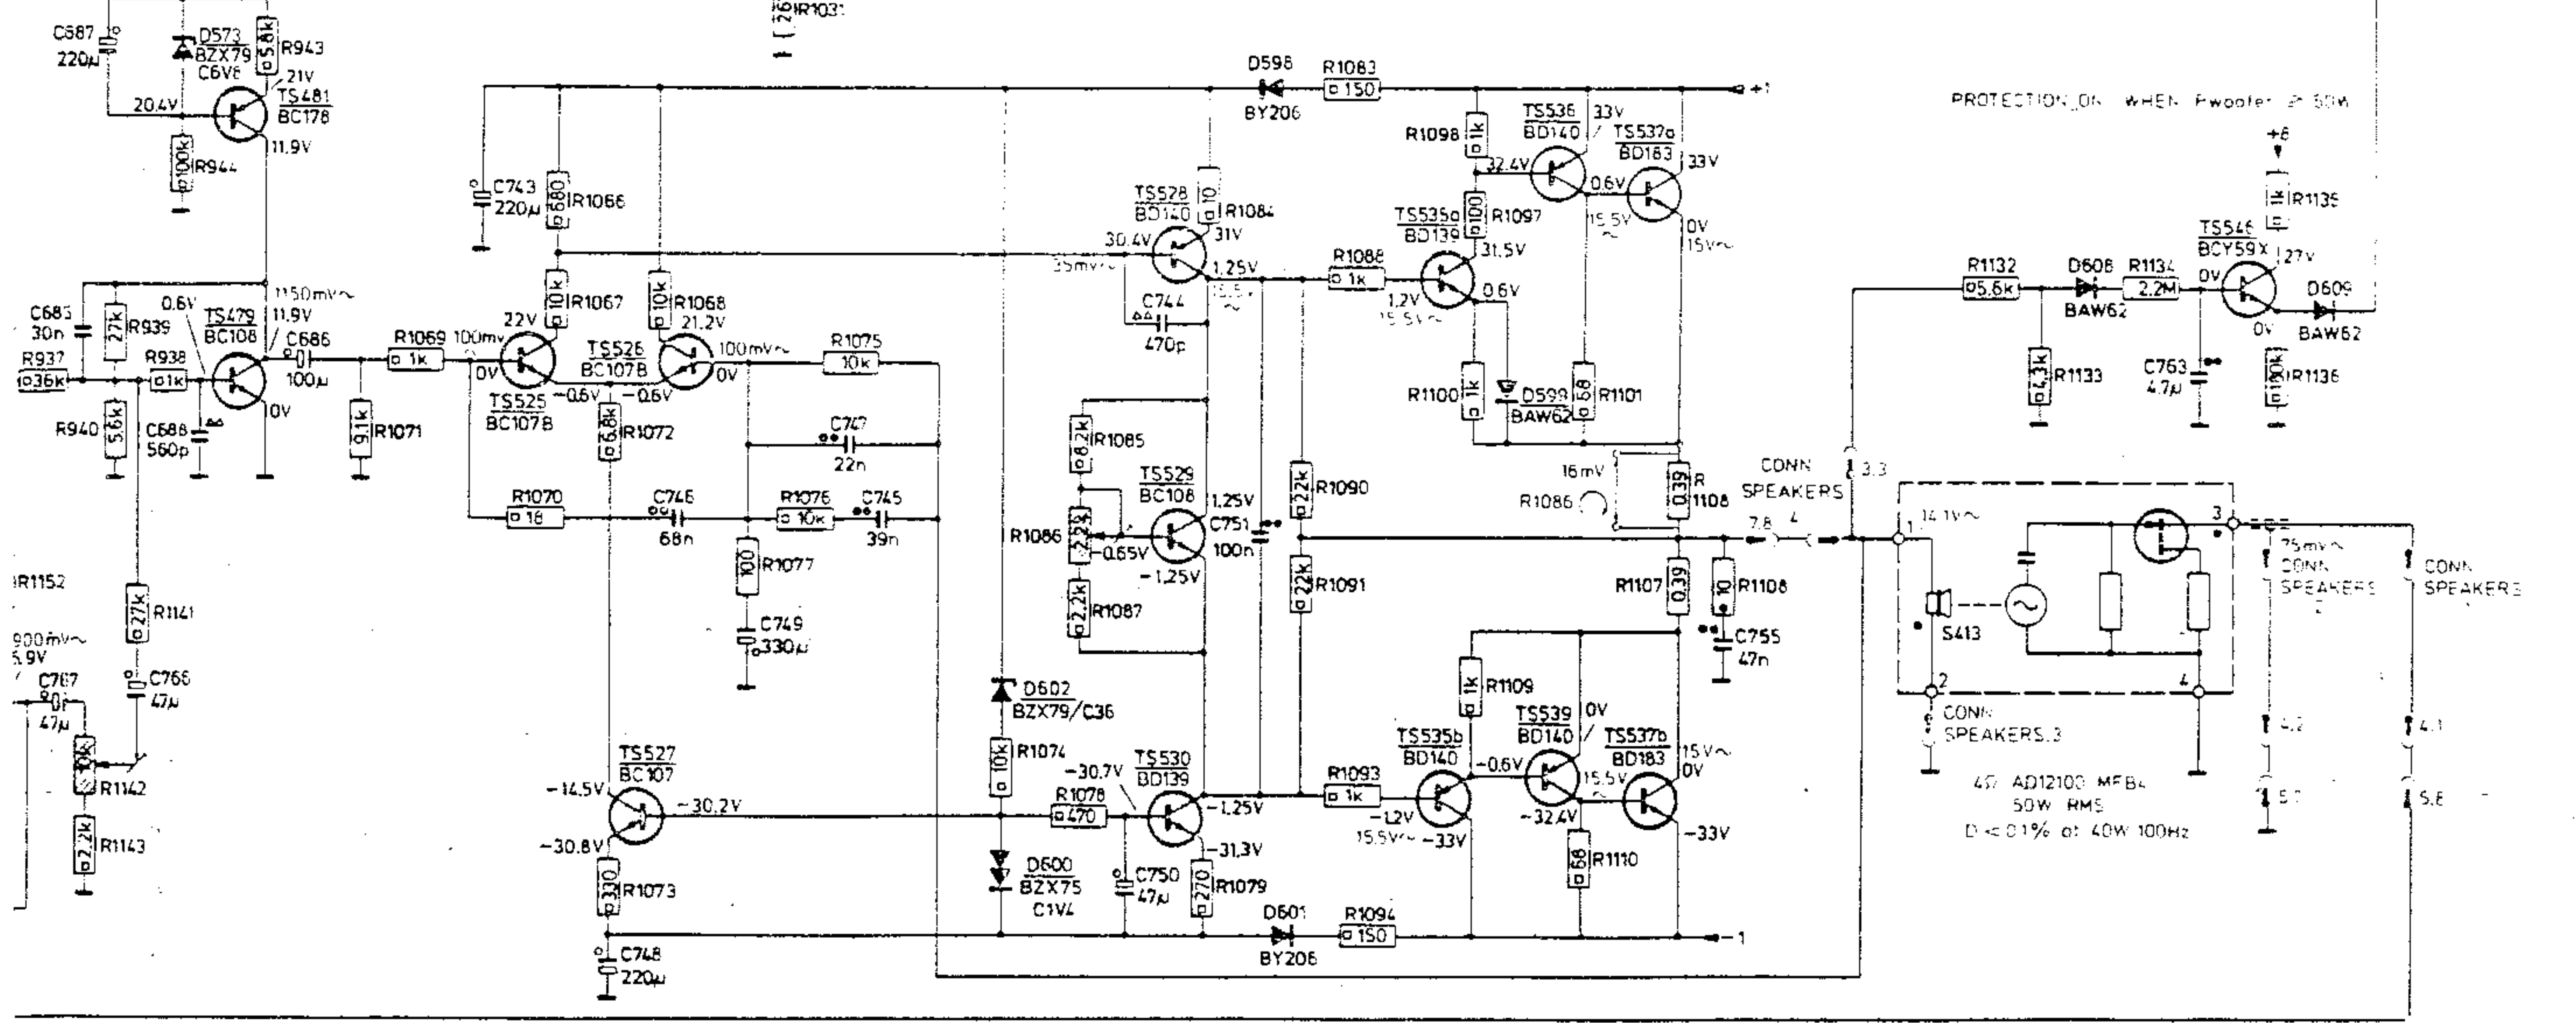 C687
220μ
D573
BZX79
C6V8
5.8k
R943
21V
TS481
BC178
20.4V
11.9V
100k
R944
R1031
D598
BY206
R1083
150
+1
C743
220μ
680
R1066
10k
R1067
10k
R1068
22V
21.2V
TS528
BD140
10
R1084
31V
30.4V
35mV~
1.25V
15.5V
~
C744
470p
R1088
1k
1.2V
15.5V~
TS535a
BD139
31.5V
0.6V
R1098
1k
32.4V
100
R1097
TS536
BD140
33V
TS537a
BD183
33V
0.6V
15.5V
~
0V
15V~
PROTECTION ON WHEN Pwoofer ≥ 50W
+8
1k
R1135
TS546
BCY59X
27V
0V
0V
R1132
5.6k
D608
BAW62
R1134
2.2M
D609
BAW62
4.3k
R1133
C763
4.7μ
R1136
C685
30n
27k
R939
0.6V
TS479
BC108
1150mV~
11.9V
C686
100μ
R937
36k
R938
1k
0V
R940
5.6k
C688
560p
9.1k
R1071
R1069
1k
100mV
0V
TS525
BC107B
TS526
BC107B
-0.6V
-0.6V
100mV~
0V
R1075
10k
6.8k
R1072
C747
22n
R1070
18
C746
68n
R1076
10k
C745
39n
100
R1077
C749
330μ
8.2k
R1085
TS529
BC108
1.25V
R1086
2.2k
-0.65V
-1.25V
2.2k
R1087
C751
100n
22k
R1090
22k
R1091
R1100
1k
D599
BAW62
68
R1101
16mV
R1086
0.39
R
1108
R1107
0.39
10
R1108
C755
47n
CONN
SPEAKERS
7.8
4
3.3
1
14.1V~
S413
2
3
4
CONN
SPEAKERS.3
75mV~
CONN
SPEAKERS
2
CONN
SPEAKERS
4.2
4.1
4Ω AD12100 MFB4
50W RMS
D < 0.1% at 40W 100Hz
R1152
900mV~
27k
R1141
C767
47μ
C766
47μ
10k
R1142
2.2k
R1143
TS527
BC107
-14.5V
-30.2V
-30.8V
330
R1073
C748
220μ
D602
BZX79/C36
10k
R1074
D600
BZX75
C1V4
R1078
470
-30.7V
TS530
BD139
-1.25V
-31.3V
C750
47μ
270
R1079
D601
BY206
R1094
150
-1
R1093
1k
-1.2V
15.5V~
-33V
TS535b
BD140
1k
R1109
-0.6V
TS539
BD140
0V
15.5V
~
-32.4V
68
R1110
TS537b
BD183
15V~
0V
-33V